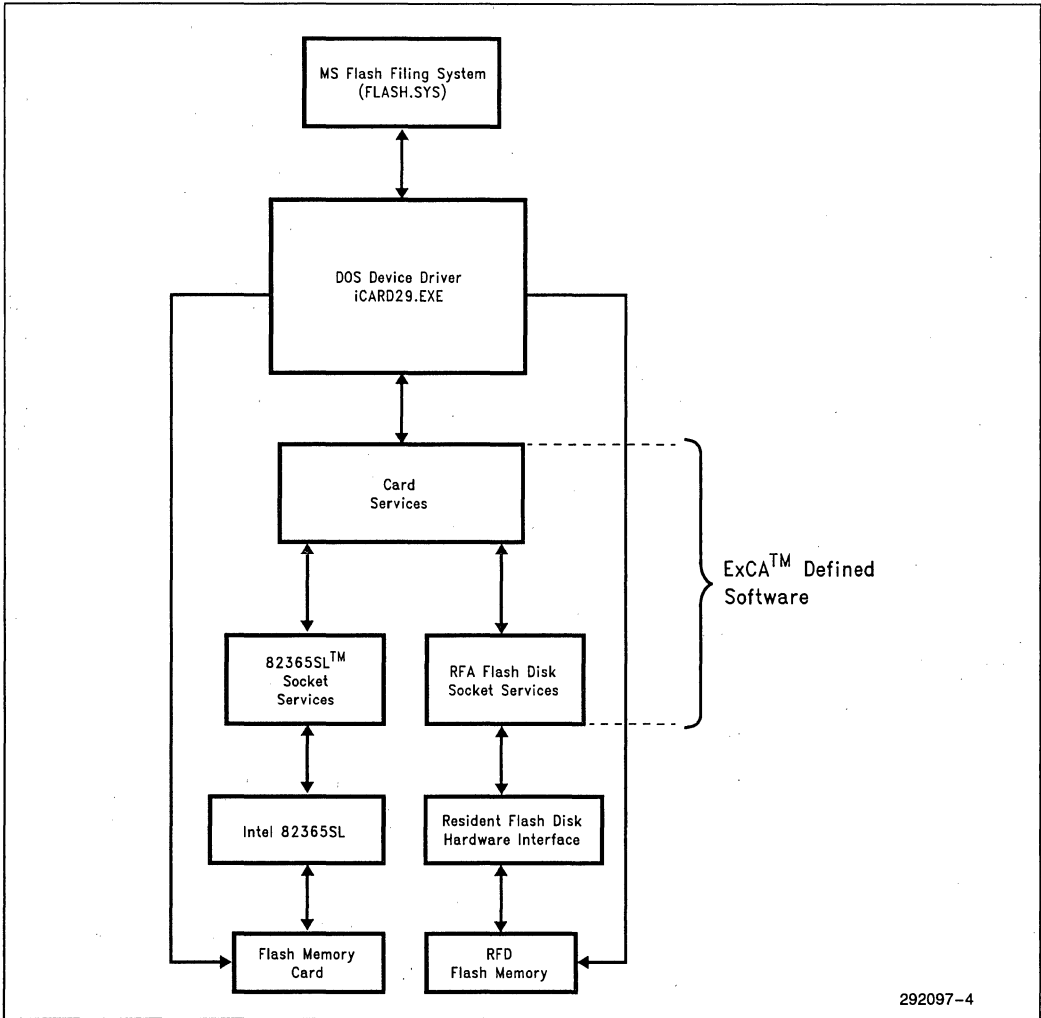 MS Flash Filing System
(FLASH.SYS)
DOS Device Driver
iCARD29.EXE
Card
Services
ExCA™ Defined
Software
82365SL™
Socket
Services
RFA Flash Disk
Socket Services
Intel 82365SL
Resident Flash Disk
Hardware Interface
Flash Memory
Card
RFD
Flash Memory
292097-4